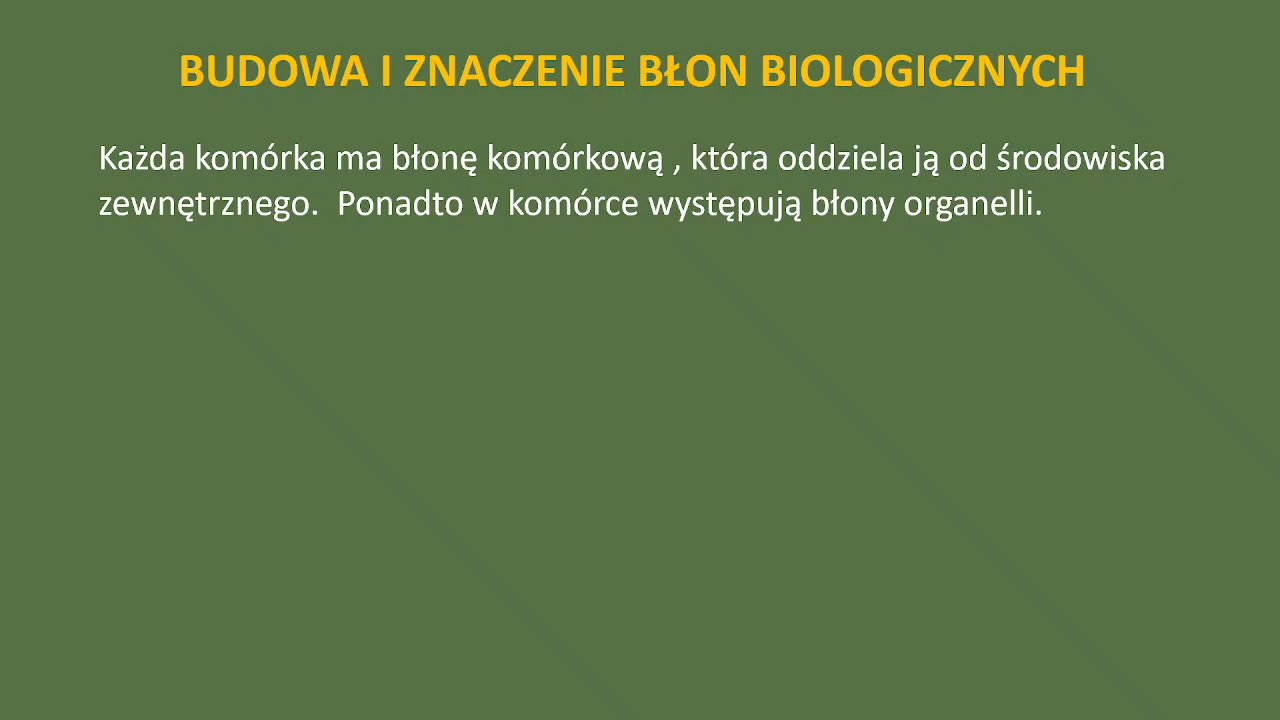 BUDOWA I ZNACZENIE BŁON BIOLOGICZNYCH
Każda komórka ma błonę komórkową , która oddziela ją od środowiska
zewnętrznego.  Ponadto w komórce występują błony organelli.